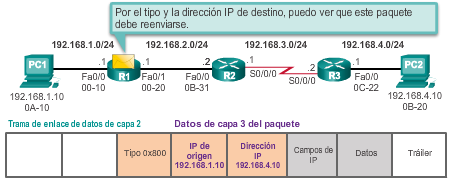 Por el tipo y la dirección IP de destino, puedo ver que este paquete
debe reenviarse.
192.168.1.0/24
192.168.2.0/24
192.168.3.0/24
192.168.4.0/24
PC1
.1
R1
.1
.2
R2
.1
.2
R3
.1
PC2
Fa0/0
00-10
Fa0/1
00-20
Fa0/0
0B-31
S0/0/0
S0/0/0
Fa0/0
0C-22
192.168.1.10
0A-10
192.168.4.10
0B-20
Trama de enlace de datos de capa 2
Datos de capa 3 del paquete
Tipo 0x800
IP de
origen
192.168.1.10
Dirección
IP
192.168.4.10
Campos de
IP
Datos
Tráiler